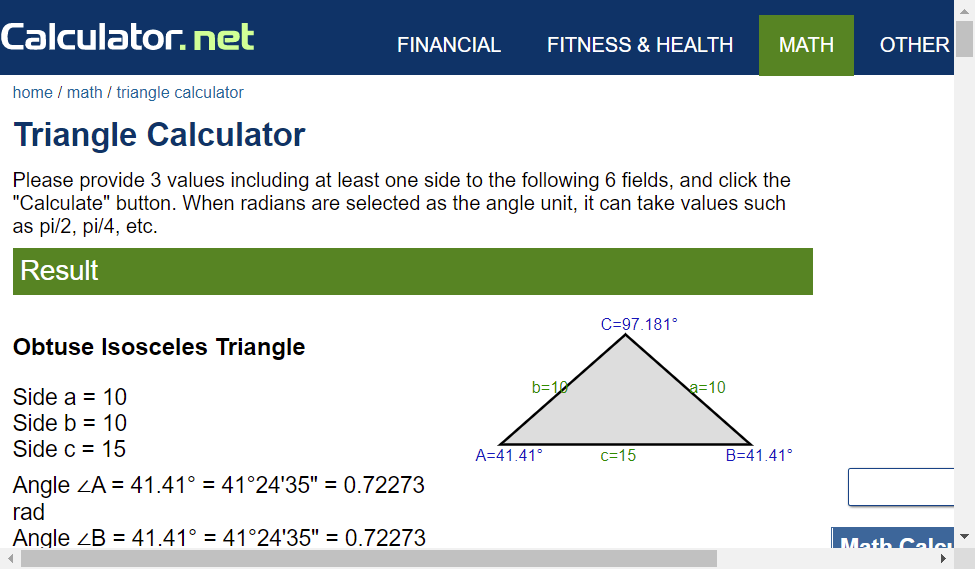 Calculator.net
FINANCIAL FITNESS & HEALTH MATH OTHER
home / math / triangle calculator
Triangle Calculator
Please provide 3 values including at least one side to the following 6 fields, and click the
"Calculate" button. When radians are selected as the angle unit, it can take values such
as pi/2, pi/4, etc.
Result
C=97.181°
Obtuse Isosceles Triangle
b=10 a=10
Side a = 10
Side b = 10
Side c = 15
A=41.41° c=15 B=41.41°
Angle ∠A = 41.41° = 41°24'35" = 0.72273
rad
Angle ∠B = 41.41° = 41°24'35" = 0.72273
Math